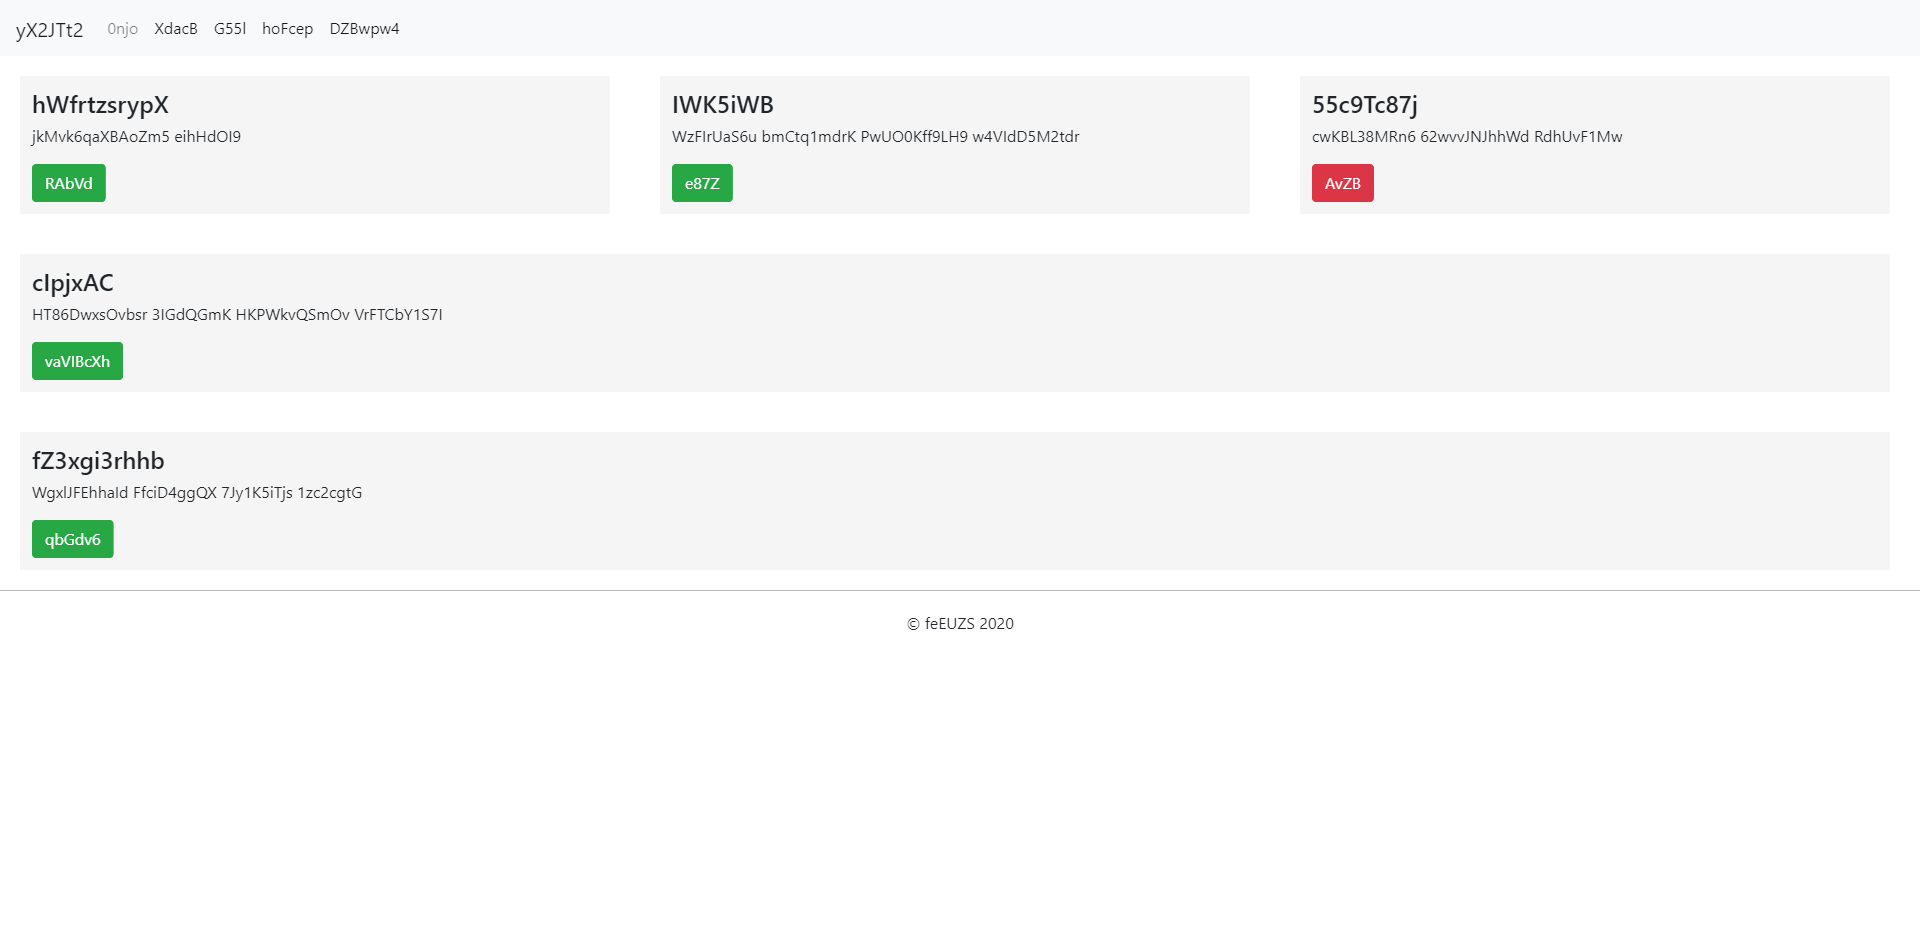 yX2JTt2 0njo XdacB G55l hoFcep DZBwpw4
hWfrtzsrypX
jkMvk6qaXBAoZm5 eihHdOI9
RAbVd
IWK5iWB
WzFIrUaS6u bmCtq1mdrK PwUO0Kff9LH9 w4VIdD5M2tdr
e87Z
55c9Tc87j
cwKBL38MRn6 62wvvJNJhhWd RdhUvF1Mw
AvZB
cIpjxAC
HT86DwxsOvbsr 3IGdQGmK HKPWkvQSmOv VrFTCbY1S7I
vaVIBcXh
fZ3xgi3rhhb
WgxlJFEhhaId FfciD4ggQX 7Jy1K5iTjs 1zc2cgtG
qbGdv6
© feEUZS 2020